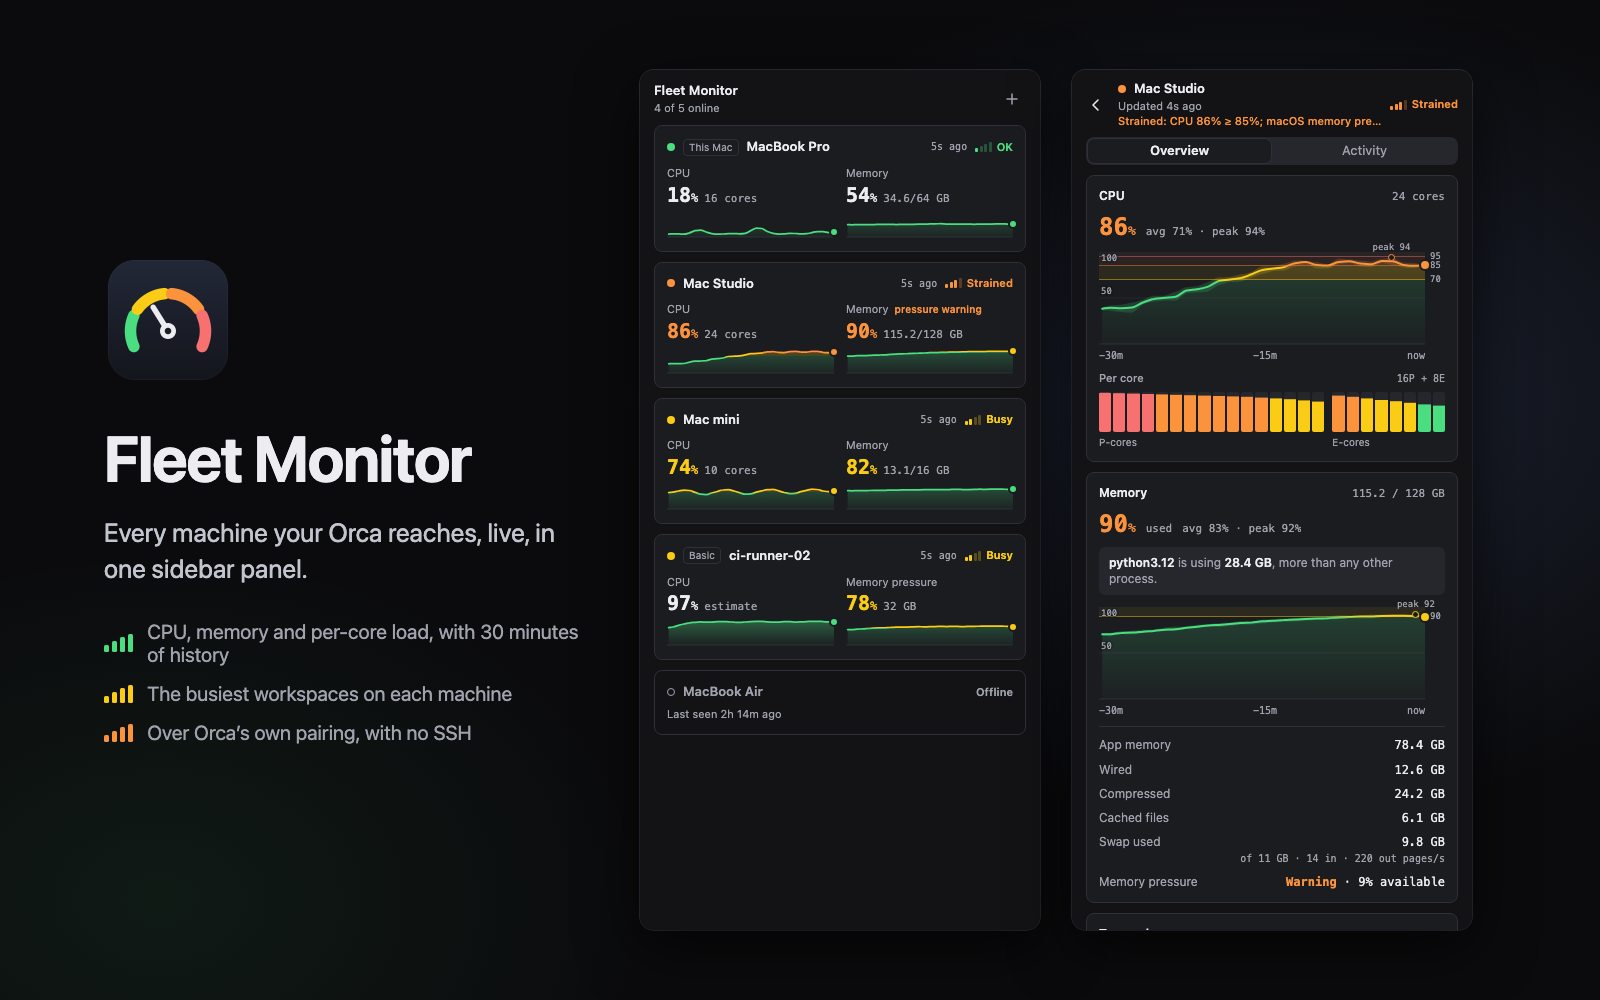 Fleet Monitor
Every machine your Orca reaches, live, in
one sidebar panel.
CPU, memory and per-core load, with 30 minutes
of history
The busiest workspaces on each machine
Over Orca's own pairing, with no SSH
Fleet Monitor
4 of 5 online
+
This Mac MacBook Pro 5s ago OK
CPU Memory
18% 16 cores 54% 34.6/64 GB
Mac Studio 5s ago Strained
CPU Memory pressure warning
86% 24 cores 90% 115.2/128 GB
Mac mini 5s ago Busy
CPU Memory
74% 10 cores 82% 13.1/16 GB
Basic ci-runner-02 5s ago Busy
CPU Memory pressure
97% estimate 78% 32 GB
MacBook Air Offline
Last seen 2h 14m ago
Mac Studio
Updated 4s ago Strained
Strained: CPU 86% ≥ 85%; macOS memory pre...
Overview Activity
CPU 24 cores
86% avg 71% · peak 94%
peak 94
100 95
85
70
50
−30m −15m now
Per core 16P + 8E
P-cores E-cores
Memory 115.2 / 128 GB
90% used avg 83% · peak 92%
python3.12 is using 28.4 GB, more than any other
process.
peak 92
100 90
50
−30m −15m now
App memory 78.4 GB
Wired 12.6 GB
Compressed 24.2 GB
Cached files 6.1 GB
Swap used 9.8 GB
of 11 GB · 14 in · 220 out pages/s
Memory pressure Warning · 9% available